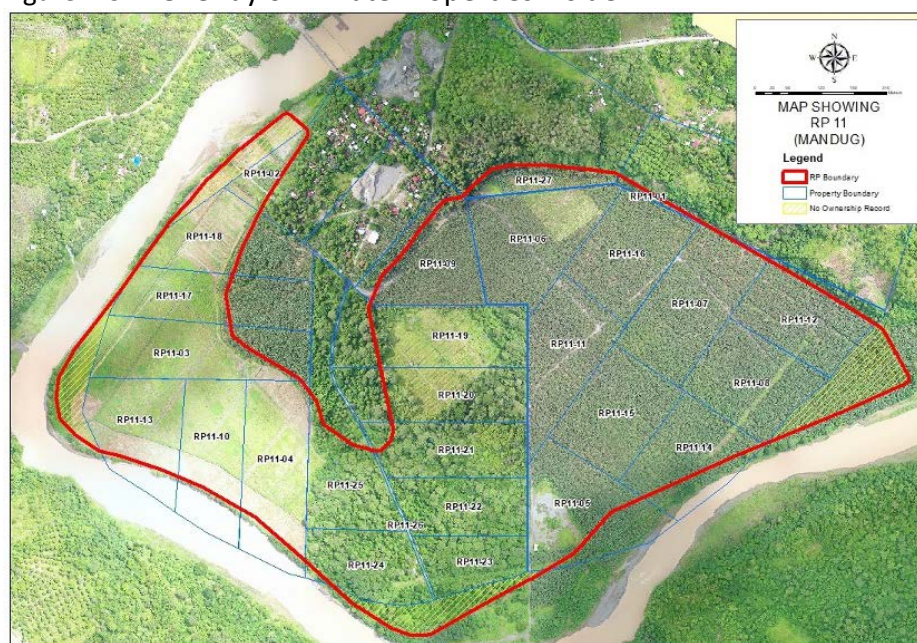 N
W E
S
MAP SHOWING
RP 11
(MANDUG)
Legend
RP Boundary
Property Boundary
No Ownership Record
RP11-02
RP11-27
RP11-01
RP11-18
RP11-06
RP11-16
RP11-09
RP11-17
RP11-07
RP11-12
RP11-19
RP11-11
RP11-03
RP11-08
RP11-20
RP11-13
RP11-15
RP11-10
RP11-04
RP11-21
RP11-14
RP11-25
RP11-22
RP11-05
RP11-26
RP11-24
RP11-23